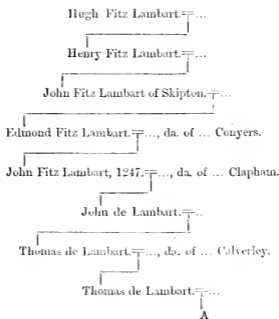 Hugh Fitz Lambart.=...
Henry Fitz Lambart.=...
John Fitz Lambart of Skipton.=...
Edmond Fitz Lambart.=..., da. of ... Conyers.
John Fitz Lambart, 1247.=..., da. of ... Clapham.
John de Lambart.=..
Thomas de Lambart.=..., da. of ... Calverley.
Thomas de Lambart.=...
A